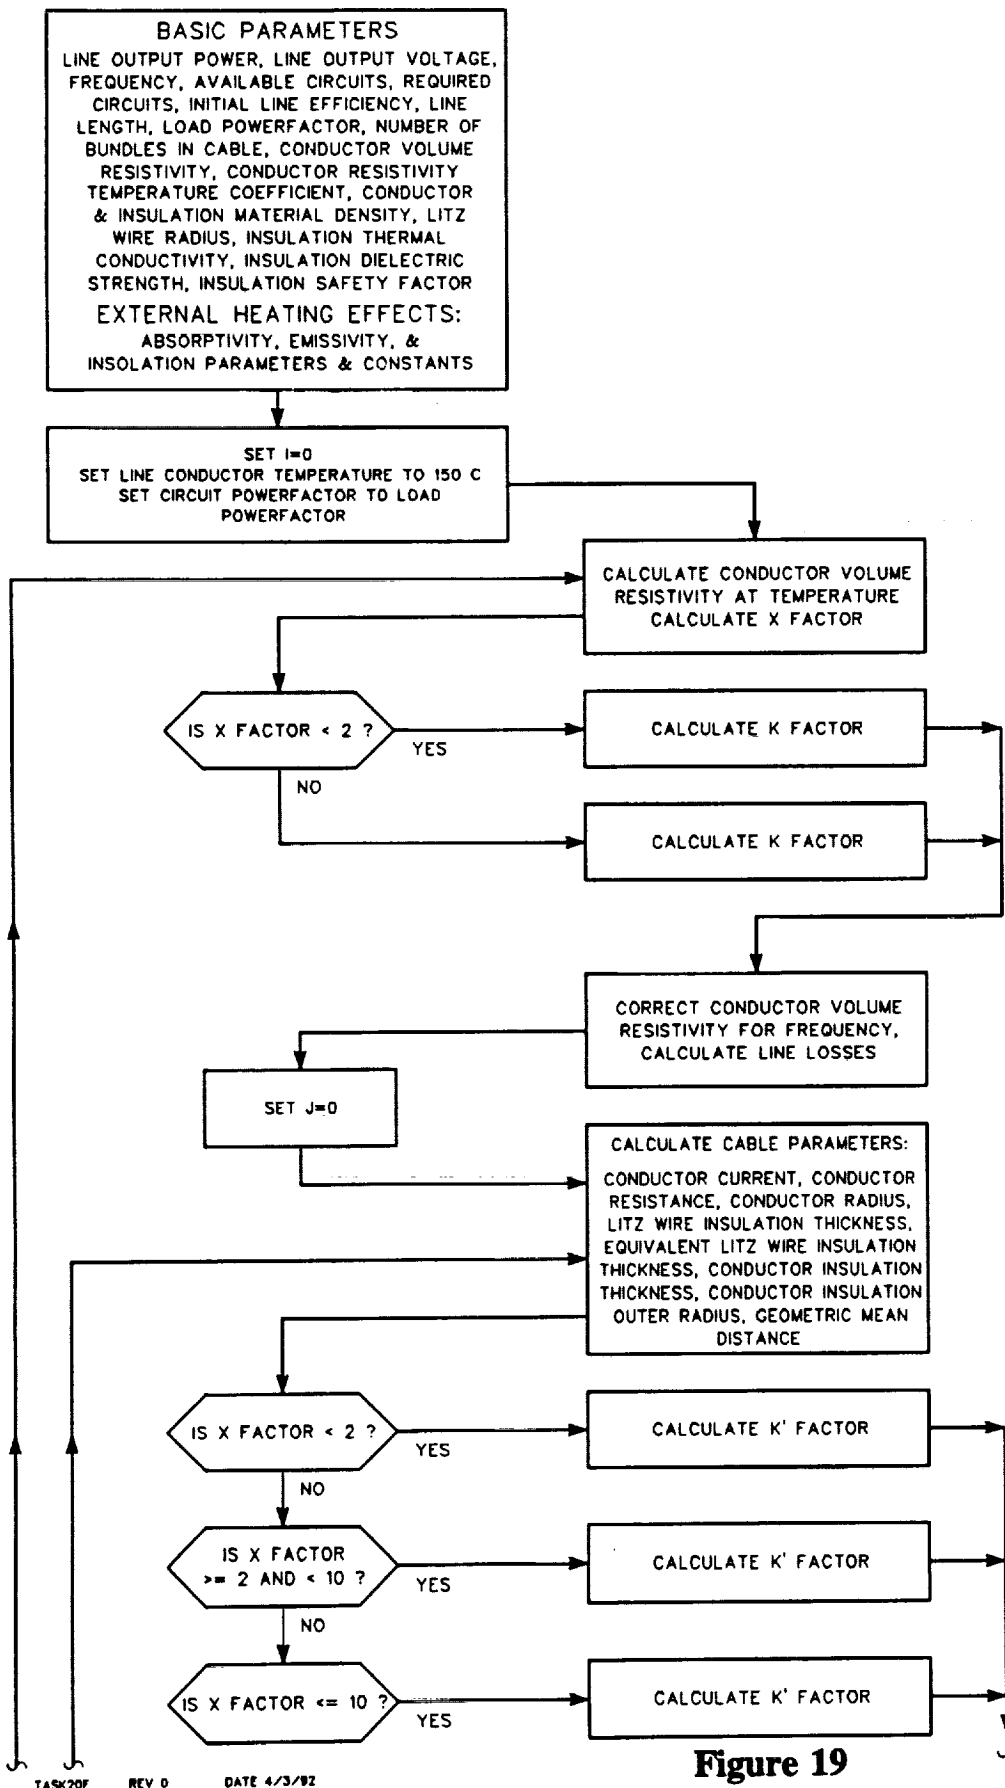 BASIC PARAMETERS
LINE OUTPUT POWER, LINE OUTPUT VOLTAGE,
FREQUENCY, AVAILABLE CIRCUITS, REQUIRED
CIRCUITS, INITIAL LINE EFFICIENCY, LINE
LENGTH, LOAD POWERFACTOR, NUMBER OF
BUNDLES IN CABLE, CONDUCTOR VOLUME
RESISTIVITY, CONDUCTOR RESISTIVITY
TEMPERATURE COEFFICIENT, CONDUCTOR
& INSULATION MATERIAL DENSITY, LITZ
WIRE RADIUS, INSULATION THERMAL
CONDUCTIVITY, INSULATION DIELECTRIC
STRENGTH, INSULATION SAFETY FACTOR
EXTERNAL HEATING EFFECTS:
ABSORPTIVITY, EMISSIVITY, &
INSOLATION PARAMETERS & CONSTANTS
SET I=0
SET LINE CONDUCTOR TEMPERATURE TO 150 C
SET CIRCUIT POWERFACTOR TO LOAD
POWERFACTOR
CALCULATE CONDUCTOR VOLUME
RESISTIVITY AT TEMPERATURE
CALCULATE X FACTOR
IS X FACTOR < 2 ?
YES
CALCULATE K FACTOR
NO
CALCULATE K FACTOR
CORRECT CONDUCTOR VOLUME
RESISTIVITY FOR FREQUENCY,
CALCULATE LINE LOSSES
SET J=0
CALCULATE CABLE PARAMETERS:
CONDUCTOR CURRENT, CONDUCTOR
RESISTANCE, CONDUCTOR RADIUS,
LITZ WIRE INSULATION THICKNESS,
EQUIVALENT LITZ WIRE INSULATION
THICKNESS, CONDUCTOR INSULATION
THICKNESS, CONDUCTOR INSULATION
OUTER RADIUS, GEOMETRIC MEAN
DISTANCE
IS X FACTOR < 2 ?
YES
CALCULATE K' FACTOR
NO
IS X FACTOR
>= 2 AND < 10 ?
YES
CALCULATE K' FACTOR
NO
IS X FACTOR <= 10 ?
YES
CALCULATE K' FACTOR
Figure 19
TASK20F REV 0 DATE 4/3/92